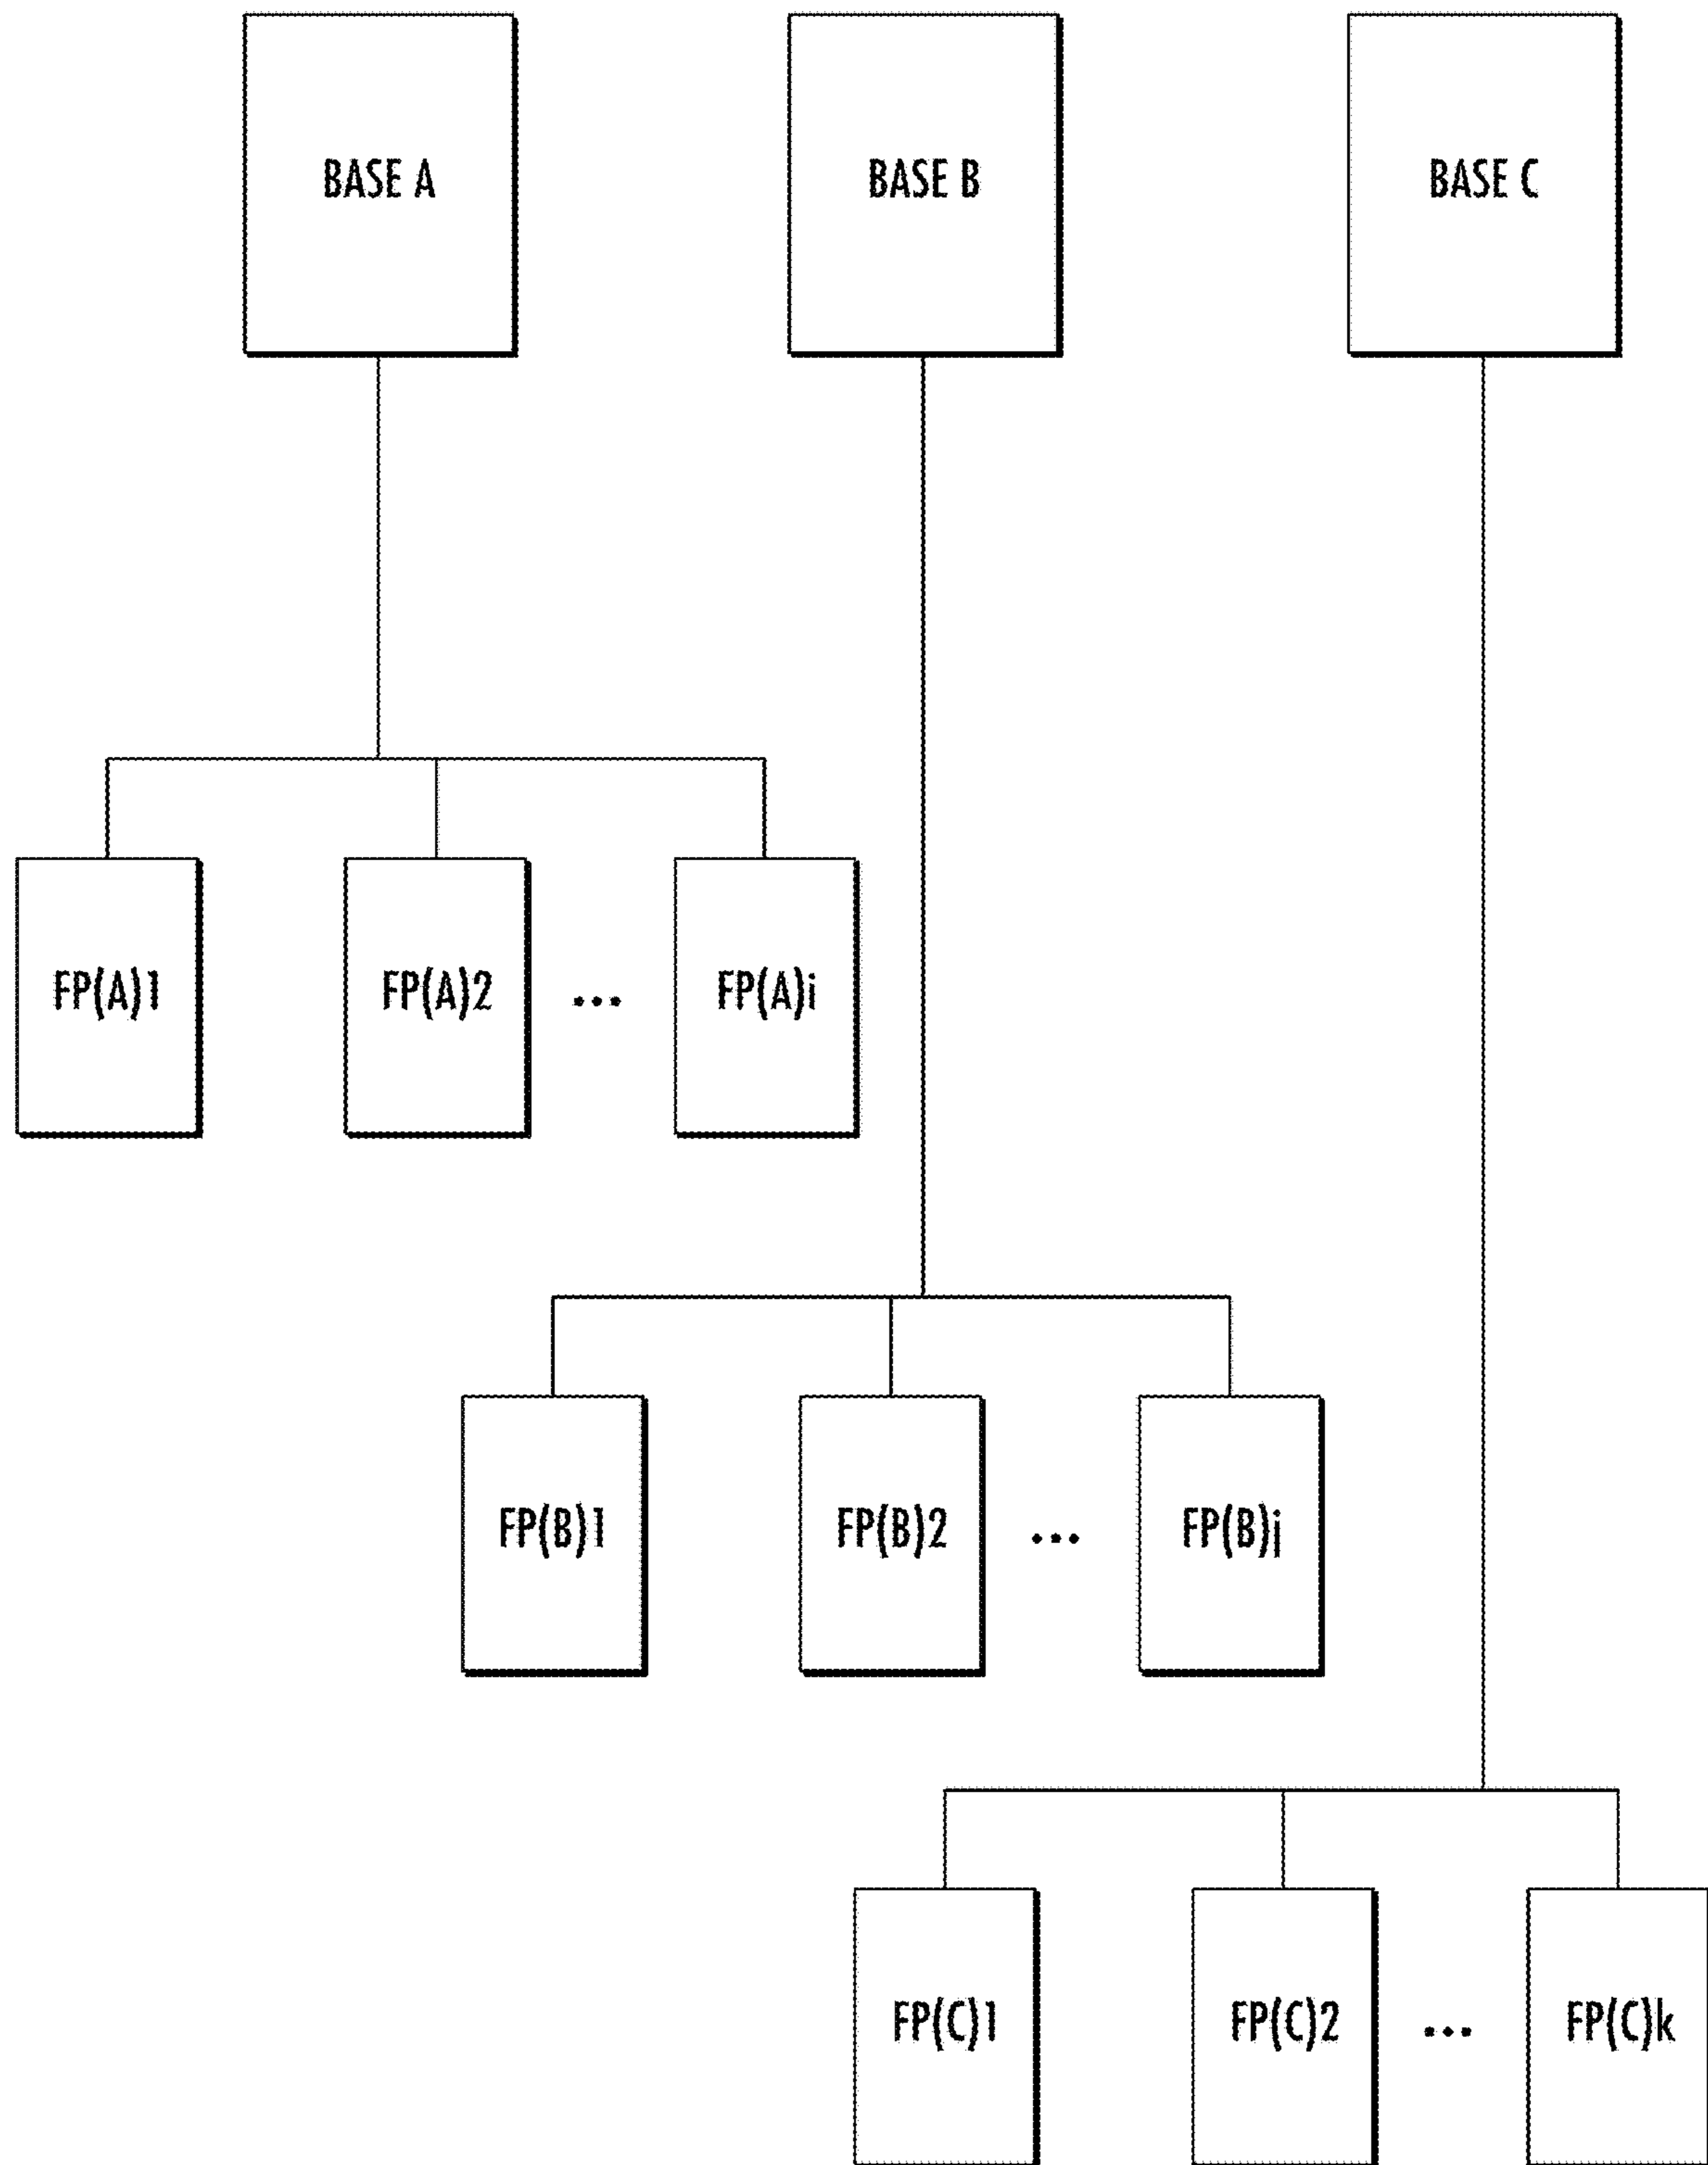 BASE A BASE B BASE C
FP(A)1 FP(A)2 ... FP(A)i
FP(B)1 FP(B)2 ... FP(B)j
FP(C)1 FP(C)2 ... FP(C)k